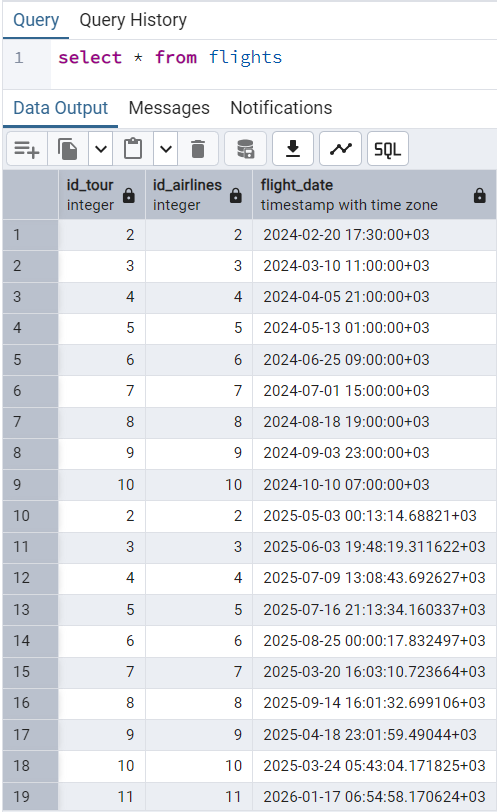 Query Query History
1 select * from flights
Data Output Messages Notifications
SQL
id_tour id_airlines flight_date
integer integer timestamp with time zone
1 2 2 2024-02-20 17:30:00+03
2 3 3 2024-03-10 11:00:00+03
3 4 4 2024-04-05 21:00:00+03
4 5 5 2024-05-13 01:00:00+03
5 6 6 2024-06-25 09:00:00+03
6 7 7 2024-07-01 15:00:00+03
7 8 8 2024-08-18 19:00:00+03
8 9 9 2024-09-03 23:00:00+03
9 10 10 2024-10-10 07:00:00+03
10 2 2 2025-05-03 00:13:14.68821+03
11 3 3 2025-06-03 19:48:19.311622+03
12 4 4 2025-07-09 13:08:43.692627+03
13 5 5 2025-07-16 21:13:34.160337+03
14 6 6 2025-08-25 00:00:17.832497+03
15 7 7 2025-03-20 16:03:10.723664+03
16 8 8 2025-09-14 16:01:32.699106+03
17 9 9 2025-04-18 23:01:59.49044+03
18 10 10 2025-03-24 05:43:04.171825+03
19 11 11 2026-01-17 06:54:58.170624+03